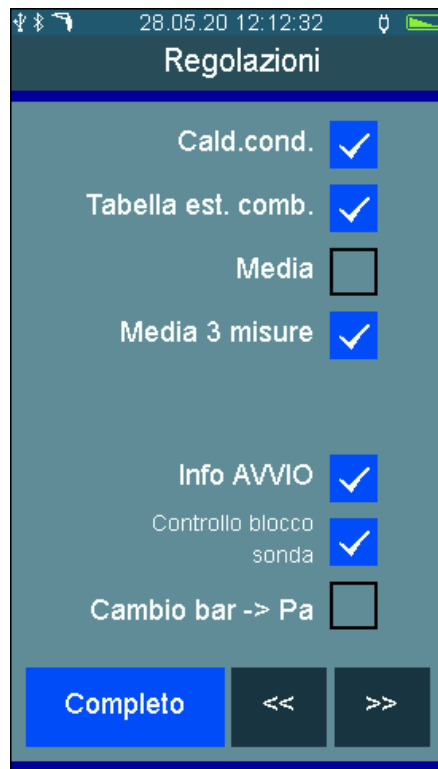 28.05.20 12:12:32
Regolazioni
Cald.cond.
Tabella est. comb.
Media
Media 3 misure
Info AVVIO
Controllo blocco
sonda
Cambio bar -> Pa
Completo << >>